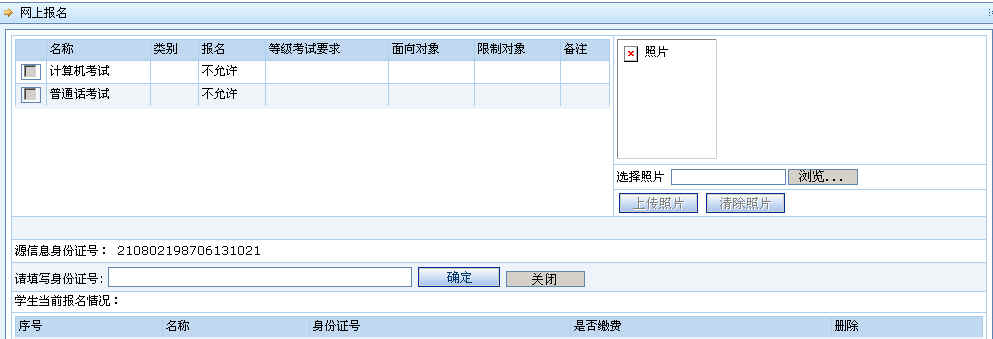 网上报名
名称 类别 报名 等级考试要求 面向对象 限制对象 备注
计算机考试 不允许
普通话考试 不允许
照片
选择照片 浏览...
上传照片 清除照片
源信息身份证号： 210802198706131021
请填写身份证号: 确定 关闭
学生当前报名情况：
序号 名称 身份证号 是否缴费 删除